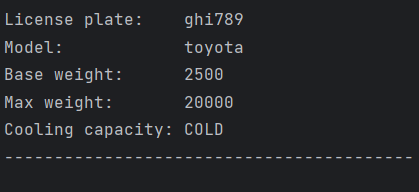 License plate:    ghi789
Model:            toyota
Base weight:      2500
Max weight:       20000
Cooling capacity: COLD
-----------------------------------------